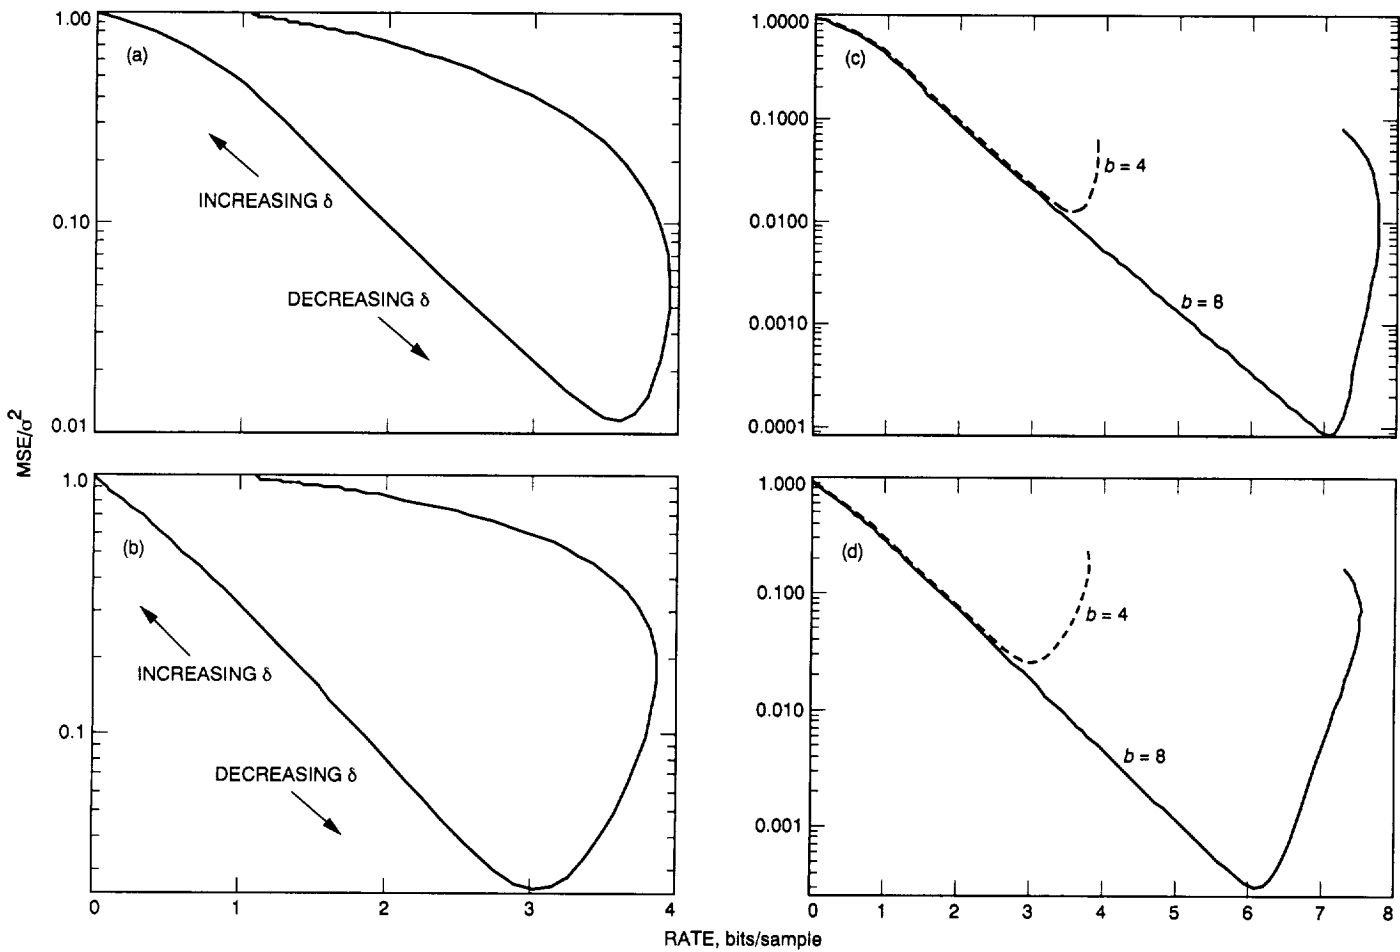 1.00
0.10
0.01
(a)
INCREASING δ
DECREASING δ
1.0000
0.1000
0.0100
0.0010
0.0001
(c)
b = 4
b = 8
MSE/σ²
1.0
0.1
(b)
INCREASING δ
DECREASING δ
0 1 2 3 4
1.000
0.100
0.010
0.001
(d)
b = 4
b = 8
0 1 2 3 4 5 6 7 8
RATE, bits/sample